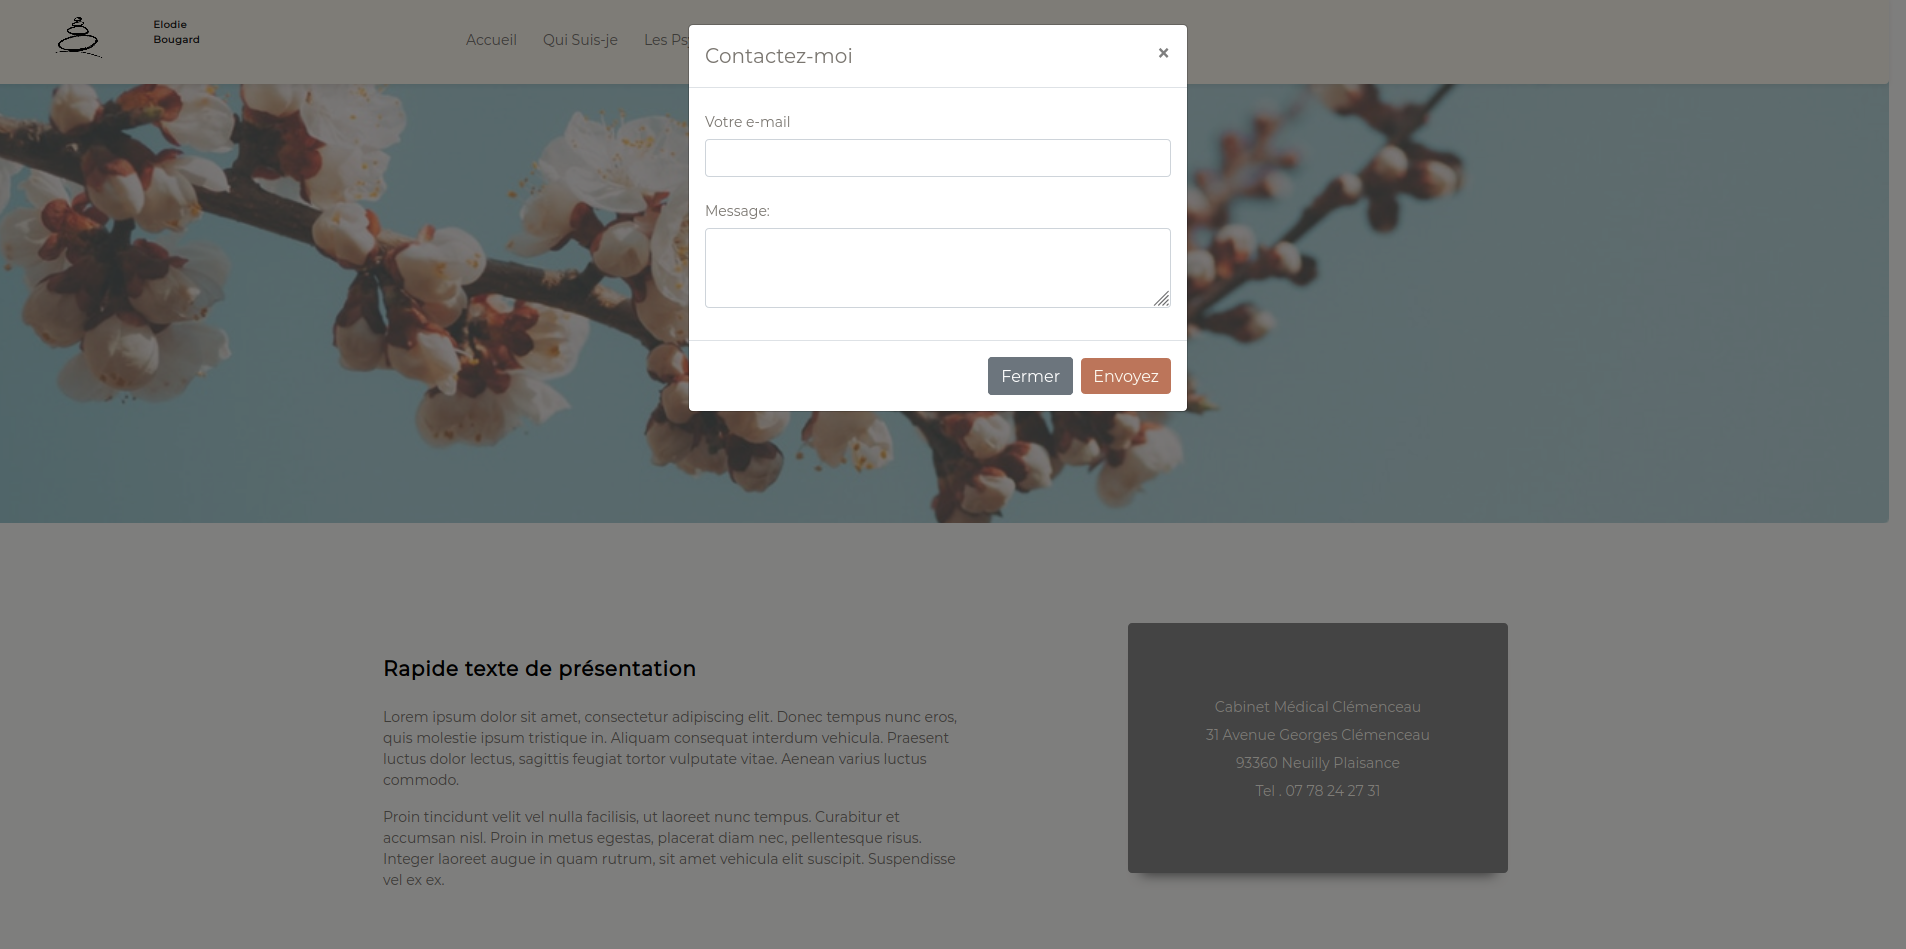 Elodie
Bougard
Accueil
Qui Suis-je
Les
Contactez-moi
×
Votre e-mail
Message:
Fermer
Envoyez
Rapide texte de présentation
Lorem ipsum dolor sit amet, consectetur adipiscing elit. Donec tempus nunc eros,
quis molestie ipsum tristique in. Aliquam consequat interdum vehicula. Praesent
luctus dolor lectus, sagittis feugiat tortor vulputate vitae. Aenean varius luctus
commodo.
Proin tincidunt velit vel nulla facilisis, ut laoreet nunc tempus. Curabitur et
accumsan nisl. Proin in metus egestas, placerat diam nec, pellentesque risus.
Integer laoreet augue in quam rutrum, sit amet vehicula elit suscipit. Suspendisse
vel ex ex.
Cabinet Médical Clémenceau
31 Avenue Georges Clémenceau
93360 Neuilly Plaisance
Tel . 07 78 24 27 31